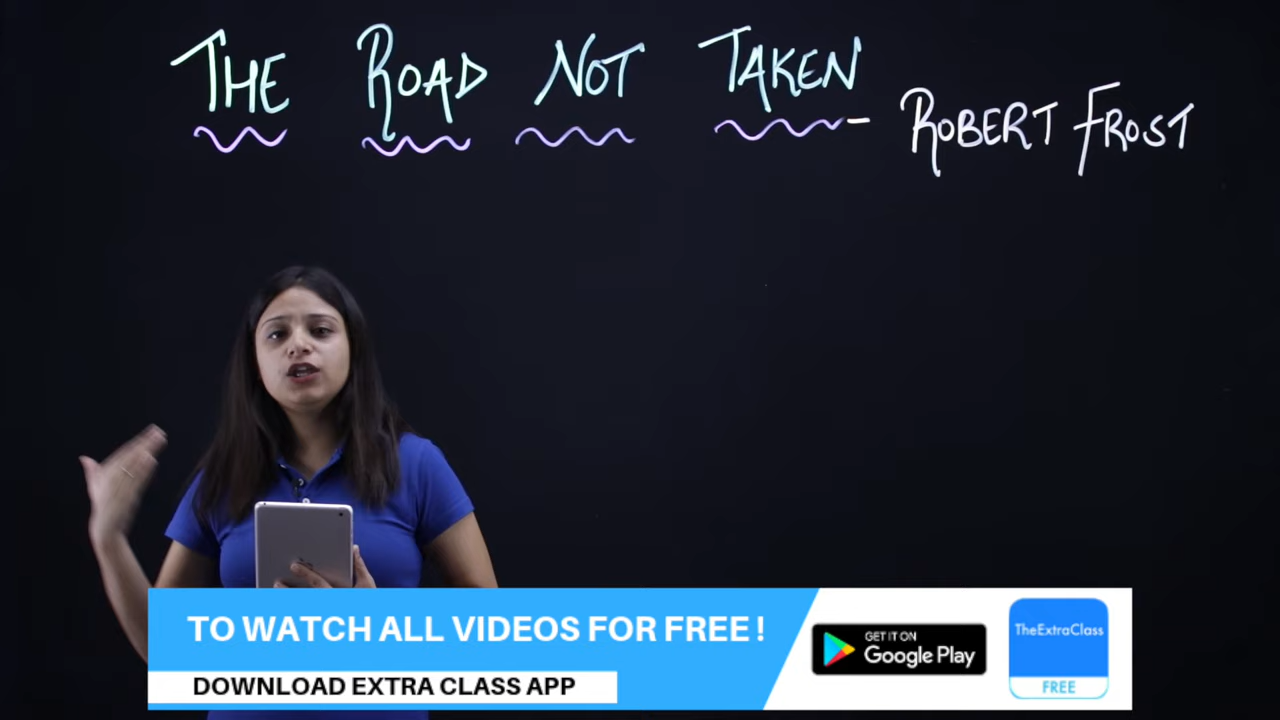 THE ROAD NOT TAKEN
- ROBERT FROST
TO WATCH ALL VIDEOS FOR FREE !
DOWNLOAD EXTRA CLASS APP
GET IT ON
Google Play
TheExtraClass
FREE